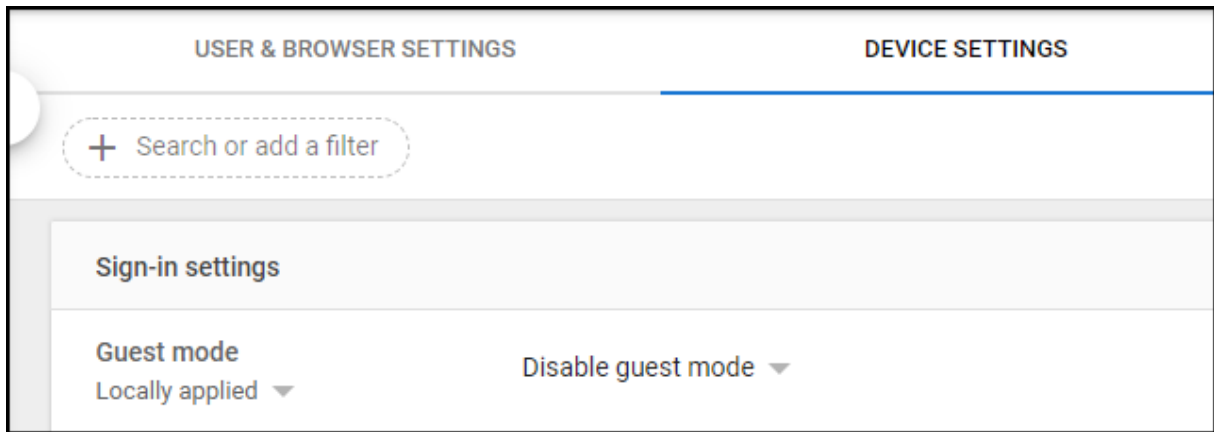 USER & BROWSER SETTINGS
DEVICE SETTINGS
+ Search or add a filter
Sign-in settings
Guest mode
Locally applied
Disable guest mode